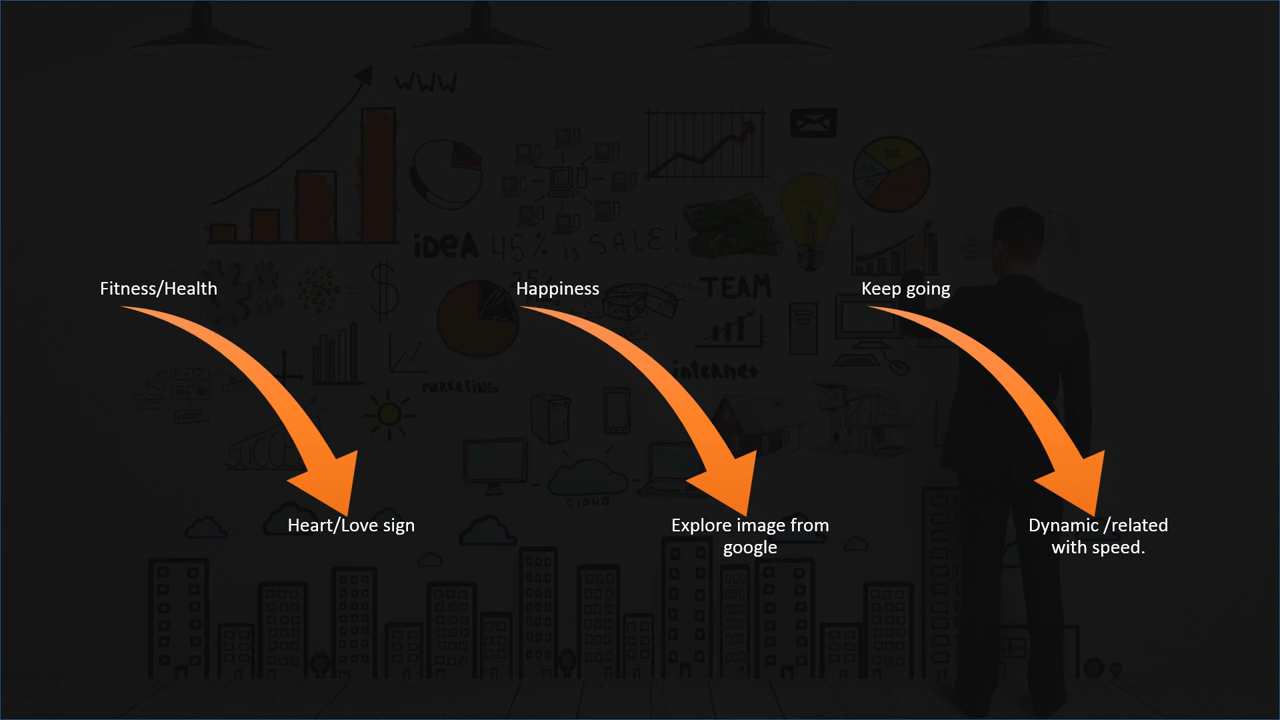 WWW
iDEA 45% is SALE!
Fitness/Health
Happiness
TEAM
Keep going
internet
MARKETING
SUCC
CLOUD
Heart/Love sign
Explore image from
google
Dynamic /related
with speed.